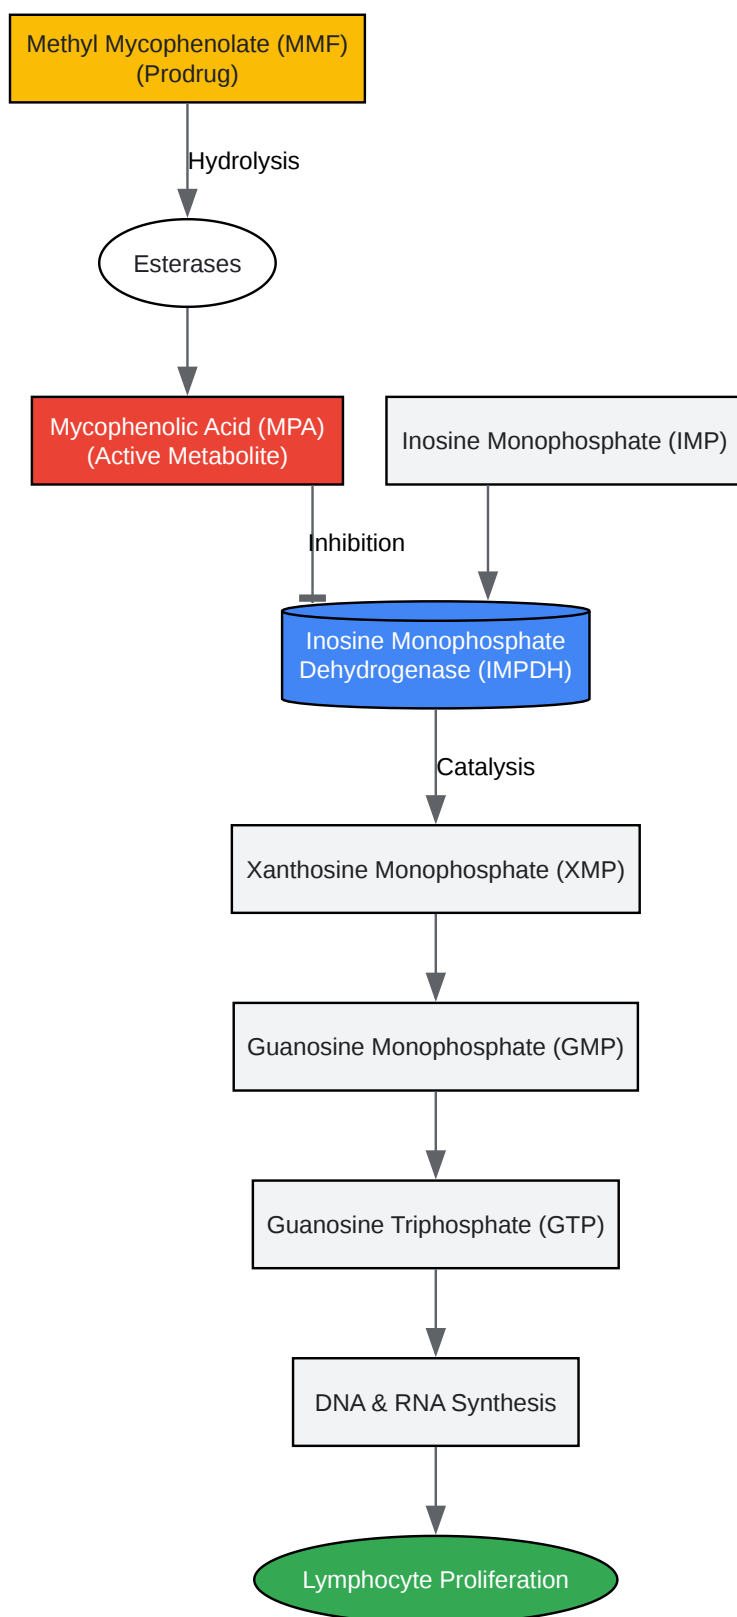 Methyl Mycophenolate (MMF)
(Prodrug)
Hydrolysis
Esterases
Mycophenolic Acid (MPA)
(Active Metabolite)
Inosine Monophosphate (IMP)
Inhibition
Inosine Monophosphate
Dehydrogenase (IMPDH)
Catalysis
Xanthosine Monophosphate (XMP)
Guanosine Monophosphate (GMP)
Guanosine Triphosphate (GTP)
DNA & RNA Synthesis
Lymphocyte Proliferation